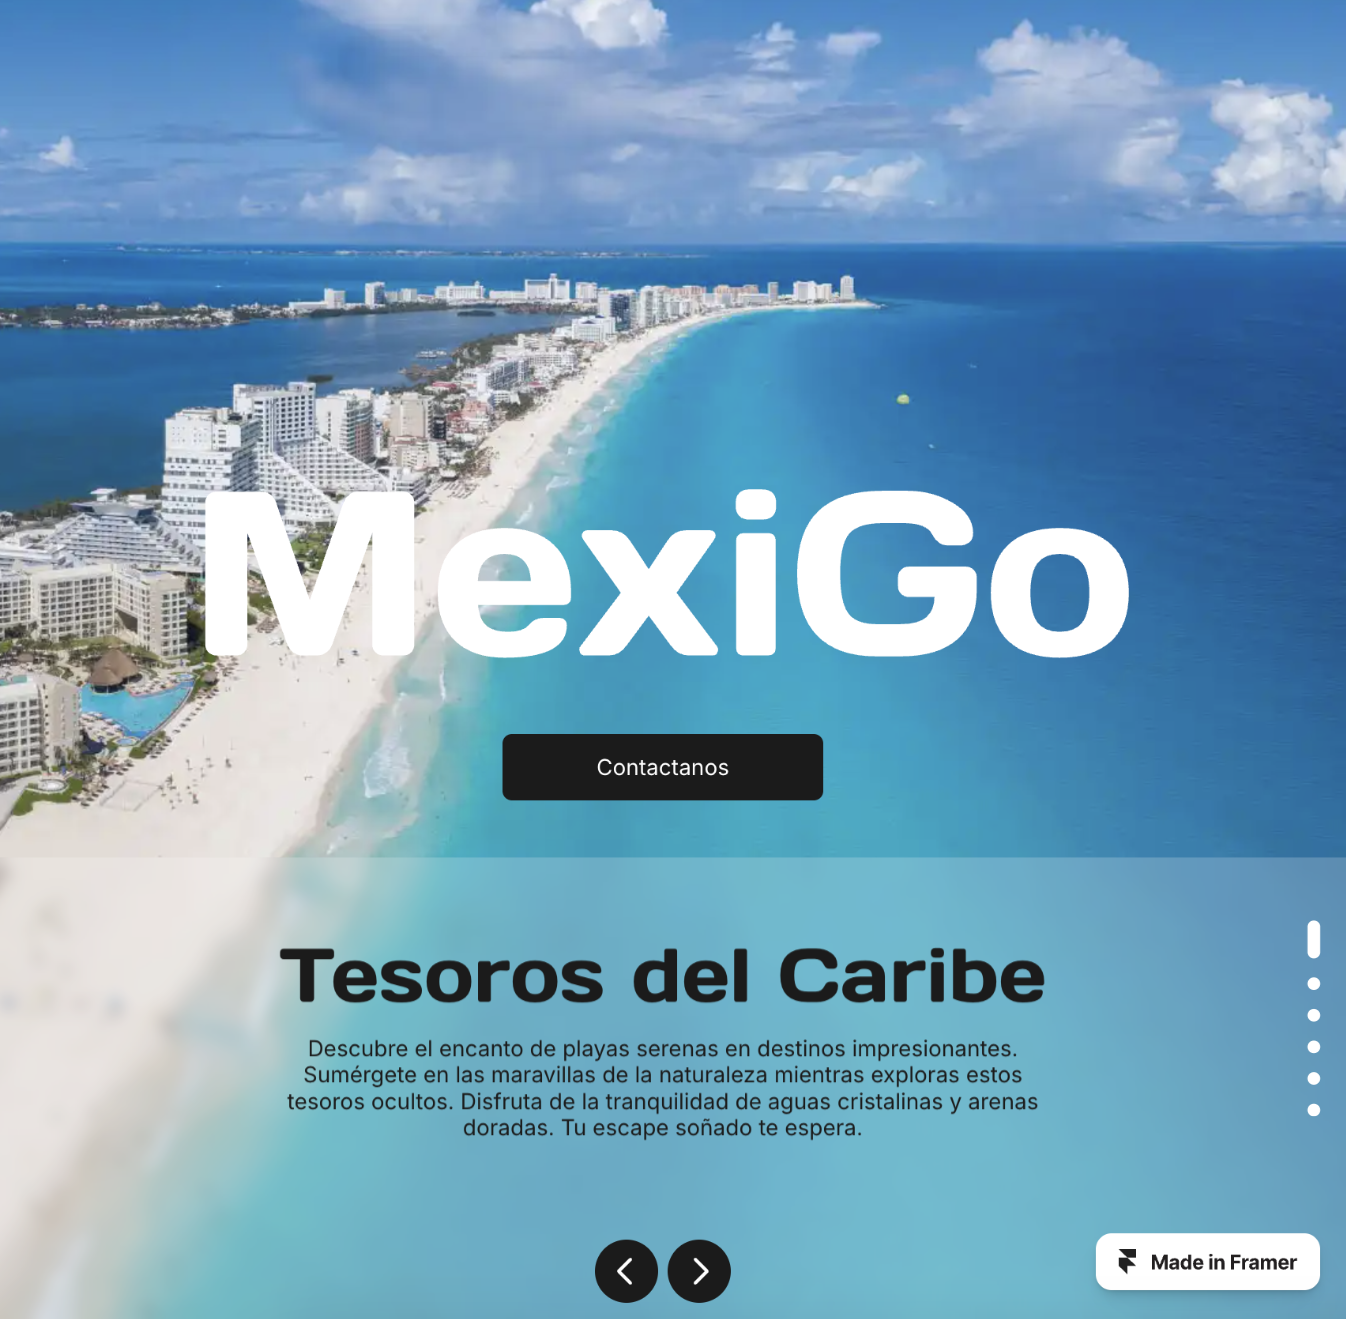 MexiGo
Contactanos
Tesoros del Caribe
Descubre el encanto de playas serenas en destinos impresionantes.
Sumérgete en las maravillas de la naturaleza mientras exploras estos
tesoros ocultos. Disfruta de la tranquilidad de aguas cristalinas y arenas
doradas. Tu escape soñado te espera.
Made in Framer